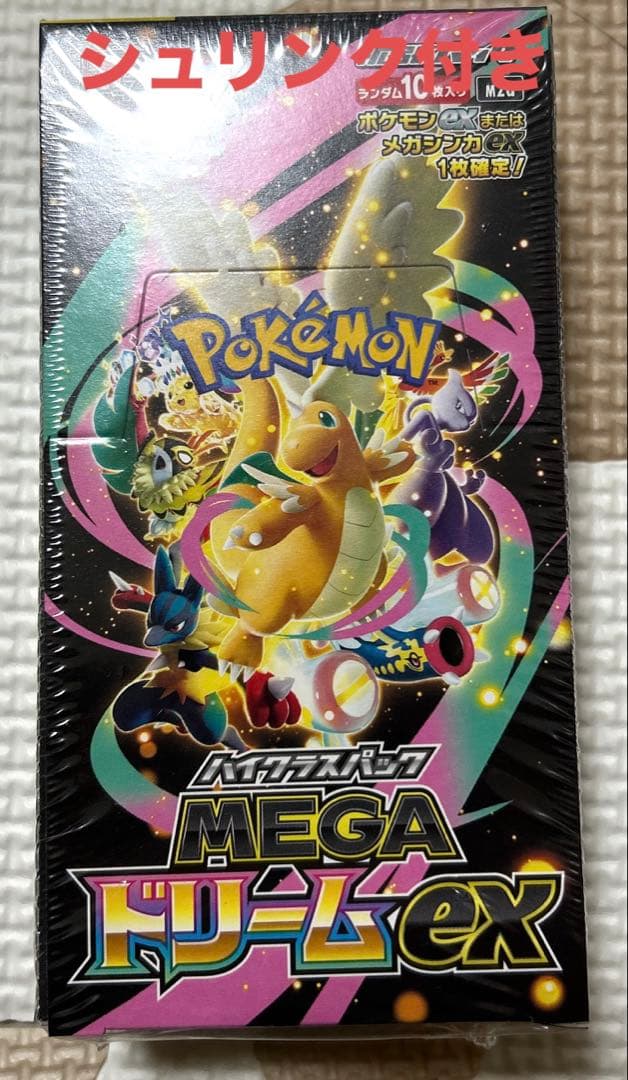 シュリンク付き
ランダム10枚入り M2a
ポケモンexまたは
メガシンカex
1枚確定！
POKéMON
TM
ハイクラスパック
MEGA
ドリームex